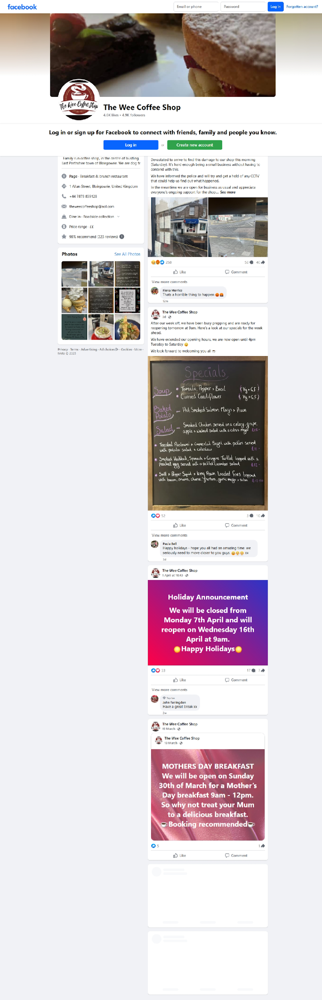 facebook
Email or phone
Password
Log in
Forgotten account?
The Wee Coffee Shop
The Wee Coffee Shop
4.6K likes • 4.9K followers
Log in or sign up for Facebook to connect with friends, family and people you know.
Log in
or
Create new account
Family run coffee shop, in the centre of bustling
East Perthshire town of Blairgowrie. We are dog fr
Page · Breakfast & brunch restaurant
1 Allan Street, Blairgowrie, United Kingdom
+44 7878 839128
theweecoffeeshop@aol.com
Dine in · Roadside collection
Price range · ££
98% recommend (223 reviews)
Photos
See All Photos
Privacy · Terms · Advertising · Ad choices · Cookies · More ·
Meta © 2025
Devastated to arrive to find this damage to our shop this morning
(Saturday). It's hard enough being a small business without having to
contend with this.
We have informed the police and will try and get a hold of any CCTV
that could help us find out what happened.
In the meantime we are open for business as usual and appreciate
everyone's ongoing support for the shop.... See more
258
58
40
Like
Comment
View more comments
Fiona Morrice
Thats a horrible thing to happen 😡🤬
12m
The Wee Coffee Shop
3d ·
After our week off, we have been busy prepping and are ready for
reopening tomorrow at 9am. Here's a look at our specials for the week
ahead.
We have extended our opening hours, we are now open until 4pm
Tuesday to Saturday
We look forward to welcoming you all ☕
Specials
Soup • Tomato, Pepper + Basil (Vg + G.F)
• Curried Cauliflower (Vg + G.F)
Baked Potato – Hot Smoked Salmon Mayo + Prawn
Salad – Smoked Chicken served on a celery, grape,
apple + walnut salad with a citrus mayo £12-
• Toasted Pastrami + Emmental Bagel with pickles served
with potato salad + coleslaw £11-
• Smoked Haddock, Spinach + Gruyere Tartlet topped with a
poached egg served with a pickled cucumber salad £12-
• Salt + Pepper Squid + King Prawn Loaded Fries topped
with bacon, onions, cheese, gherkins, garlic mayo + salsa £12.50
52
3
10
Like
Comment
View more comments
Paula Bell
Happy holidays - hope you all had an amazing time. we
seriously need to move closer to you guys. xx
3d
The Wee Coffee Shop
1 April at 10:43 ·
Holiday Announcement
We will be closed from
Monday 7th April and will
reopen on Wednesday 16th
April at 9am.
🌞Happy Holidays🌞
33
17
3
Like
Comment
View more comments
Top fan
John Farringdon
Have a great break xx
2w
The Wee Coffee Shop
19 March ·
The Wee Coffee Shop
13 March ·
MOTHERS DAY BREAKFAST
We will be open on Sunday
30th of March for a Mother's
Day breakfast 9am - 12pm.
So why not treat your Mum
to a delicious breakfast.
☕Booking recommended☕
5
1
Like
Comment